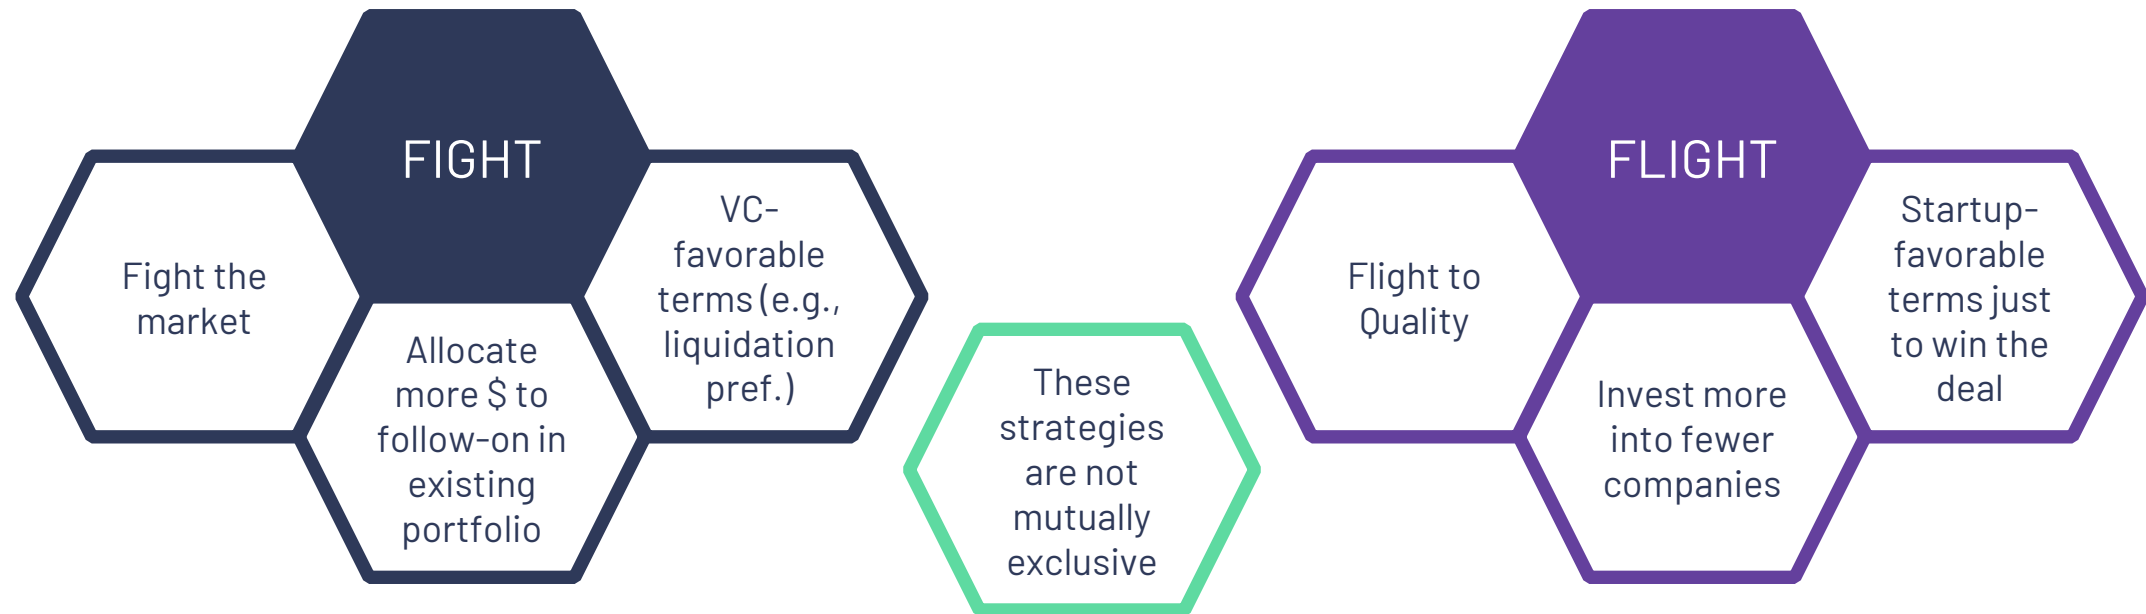 FIGHT
Fight the
market
Allocate
more $ to
follow-on in
existing
portfolio
VC-
favorable
terms (e.g.,
liquidation
pref.)
These
strategies
are not
mutually
exclusive
FLIGHT
Flight to
Quality
Invest more
into fewer
companies
Startup-
favorable
terms just
to win the
deal